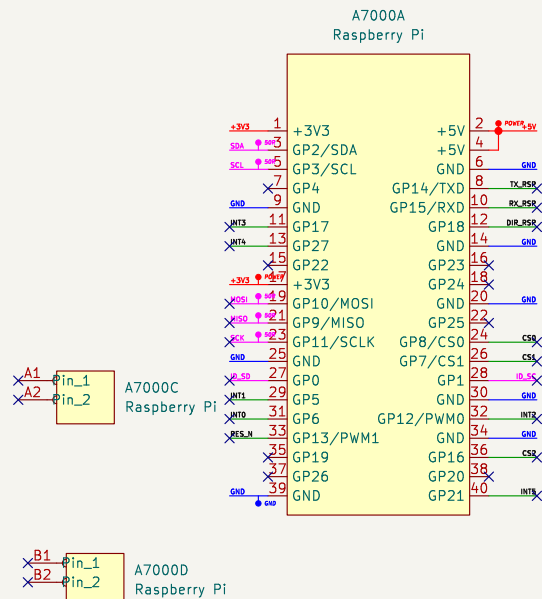 A7000A
Raspberry Pi
+3V3 1 +3V3 +5V 2 POWER +5V
SDA 3 GP2/SDA +5V 4
SCL 5 GP3/SCL GND 6 GND
7 GP4 GP14/TXD 8 TX_RSR
GND 9 GND GP15/RXD 10 RX_RSR
INT3 11 GP17 GP18 12 DIR_RSR
INT4 13 GP27 GND 14 GND
15 GP22 GP23 16
+3V3 POWER 17 +3V3 GP24 18
MOSI 19 GP10/MOSI GND 20 GND
MISO 21 GP9/MISO GP25 22
SCK 23 GP11/SCLK GP8/CS0 24 CS0
GND 25 GND GP7/CS1 26 CS1
ID_SD 27 GP0 GP1 28 ID_SC
INT1 29 GP5 GND 30 GND
INT0 31 GP6 GP12/PWM0 32 INT2
RES_N 33 GP13/PWM1 GND 34 GND
35 GP19 GP16 36 CS2
37 GP26 GP20 38
GND GND 39 GND GP21 40 INT5
A1 Pin_1
A2 Pin_2
A7000C
Raspberry Pi
B1 Pin_1
B2 Pin_2
A7000D
Raspberry Pi